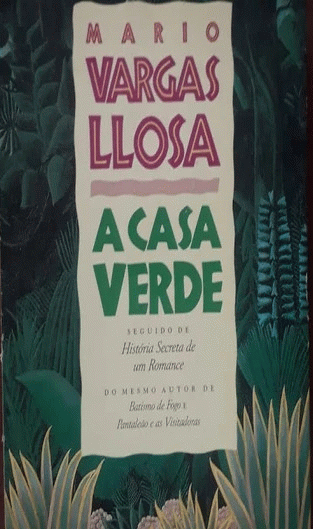 MARIO
VARGAS
LLOSA
A CASA
VERDE
SEGUIDO DE
História Secreta de
um Romance
DO MESMO AUTOR DE
Batismo de Fogo E
Pantaleão e as Visitadoras